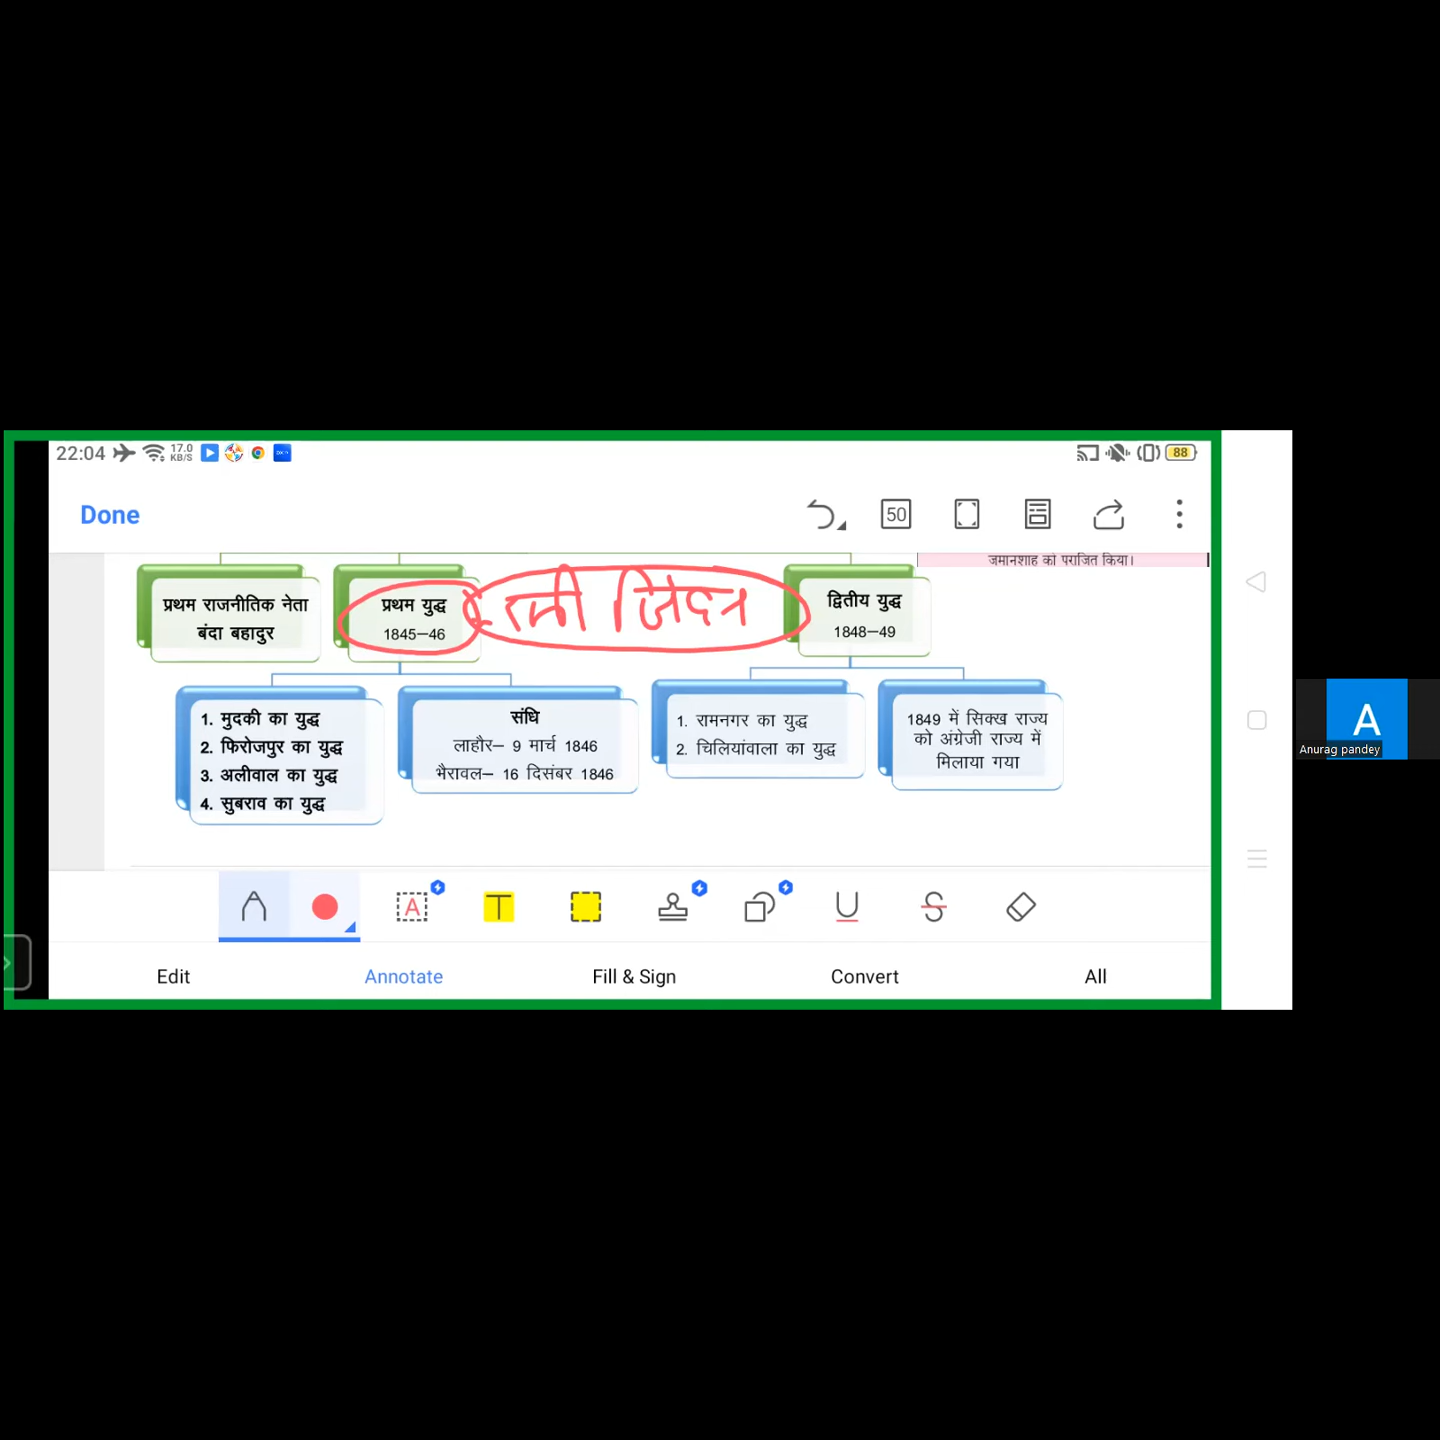 22:04 17.0 KB/S 88
Done 50
जमानशाह को पराजित किया।
प्रथम राजनीतिक नेता
बंदा बहादुर
प्रथम युद्ध
1845–46
जिंदन
द्वितीय युद्ध
1848–49
1. मुदकी का युद्ध
2. फिरोजपुर का युद्ध
3. अलीवाल का युद्ध
4. सुबराव का युद्ध
संधि
लाहौर– 9 मार्च 1846
भैरावल– 16 दिसंबर 1846
1. रामनगर का युद्ध
2. चिलियांवाला का युद्ध
1849 में सिक्ख राज्य
को अंग्रेजी राज्य में
मिलाया गया
A
Anurag pandey
Edit Annotate Fill & Sign Convert All